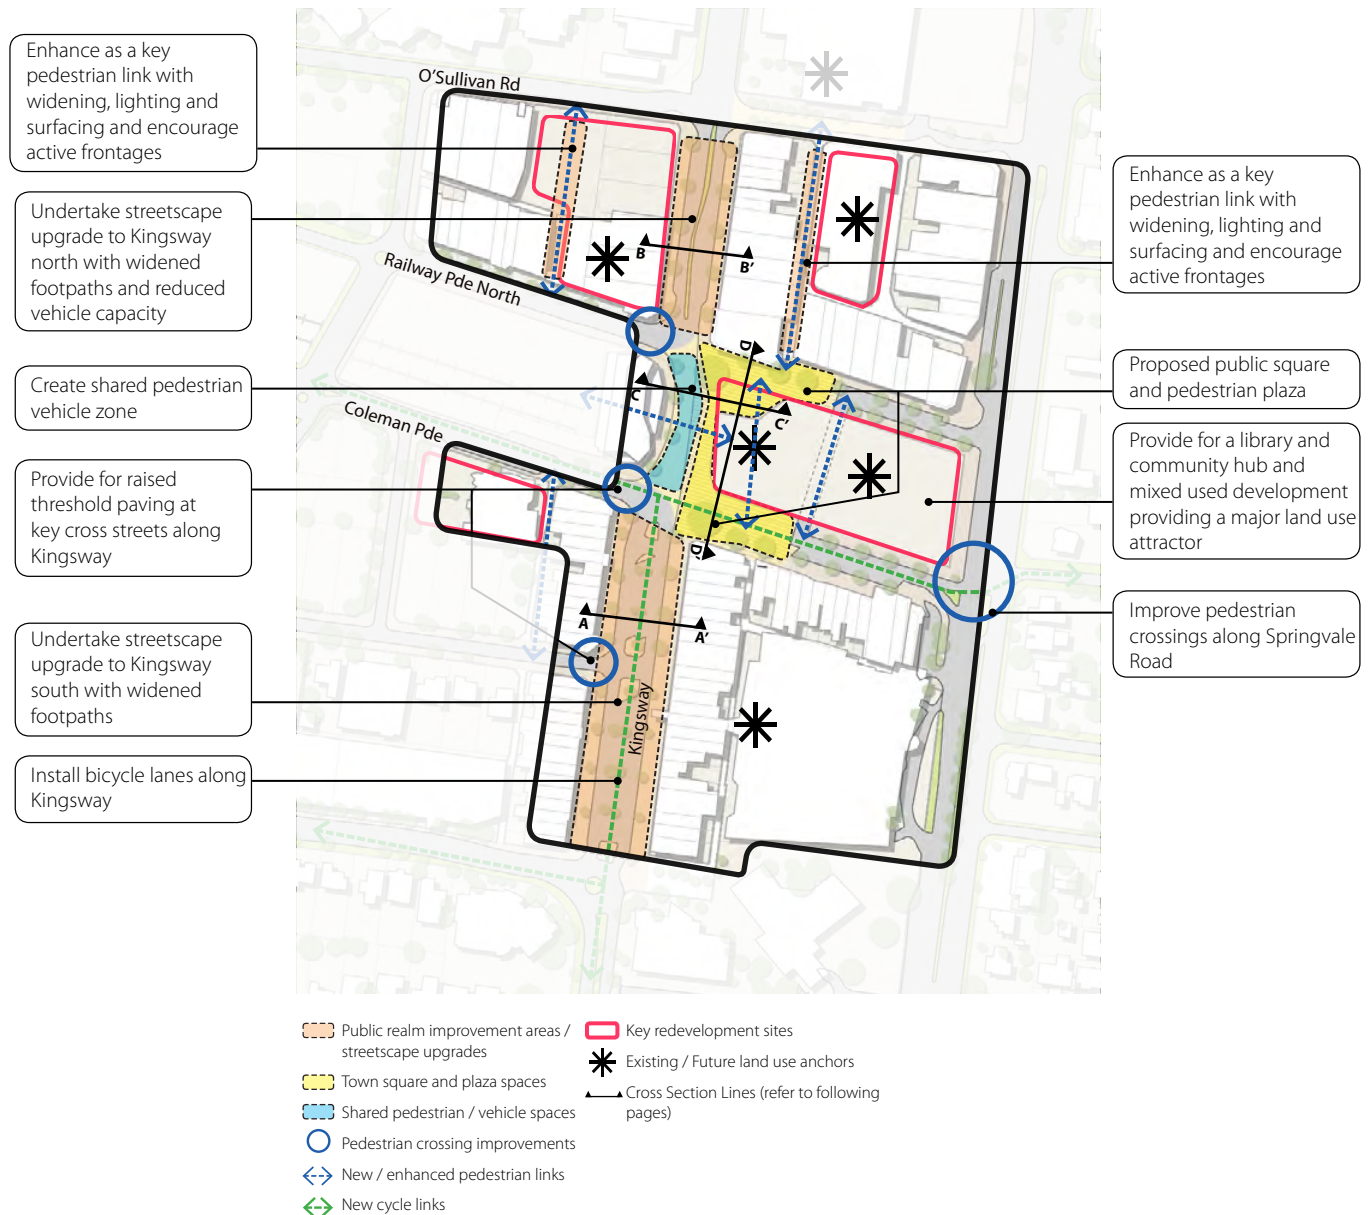 Enhance as a key
pedestrian link with
widening, lighting and
surfacing and encourage
active frontages
Undertake streetscape
upgrade to Kingsway
north with widened
footpaths and reduced
vehicle capacity
Create shared pedestrian
vehicle zone
Provide for raised
threshold paving at
key cross streets along
Kingsway
Undertake streetscape
upgrade to Kingsway
south with widened
footpaths
Install bicycle lanes along
Kingsway
O'Sullivan Rd
Railway Pde North
Coleman Pde
Kingsway
B
B'
D
C
C'
D'
A
A'
Enhance as a key
pedestrian link with
widening, lighting and
surfacing and encourage
active frontages
Proposed public square
and pedestrian plaza
Provide for a library and
community hub and
mixed used development
providing a major land use
attractor
Improve pedestrian
crossings along Springvale
Road
Public realm improvement areas /
streetscape upgrades
Town square and plaza spaces
Shared pedestrian / vehicle spaces
Pedestrian crossing improvements
New / enhanced pedestrian links
New cycle links
Key redevelopment sites
Existing / Future land use anchors
Cross Section Lines (refer to following
pages)